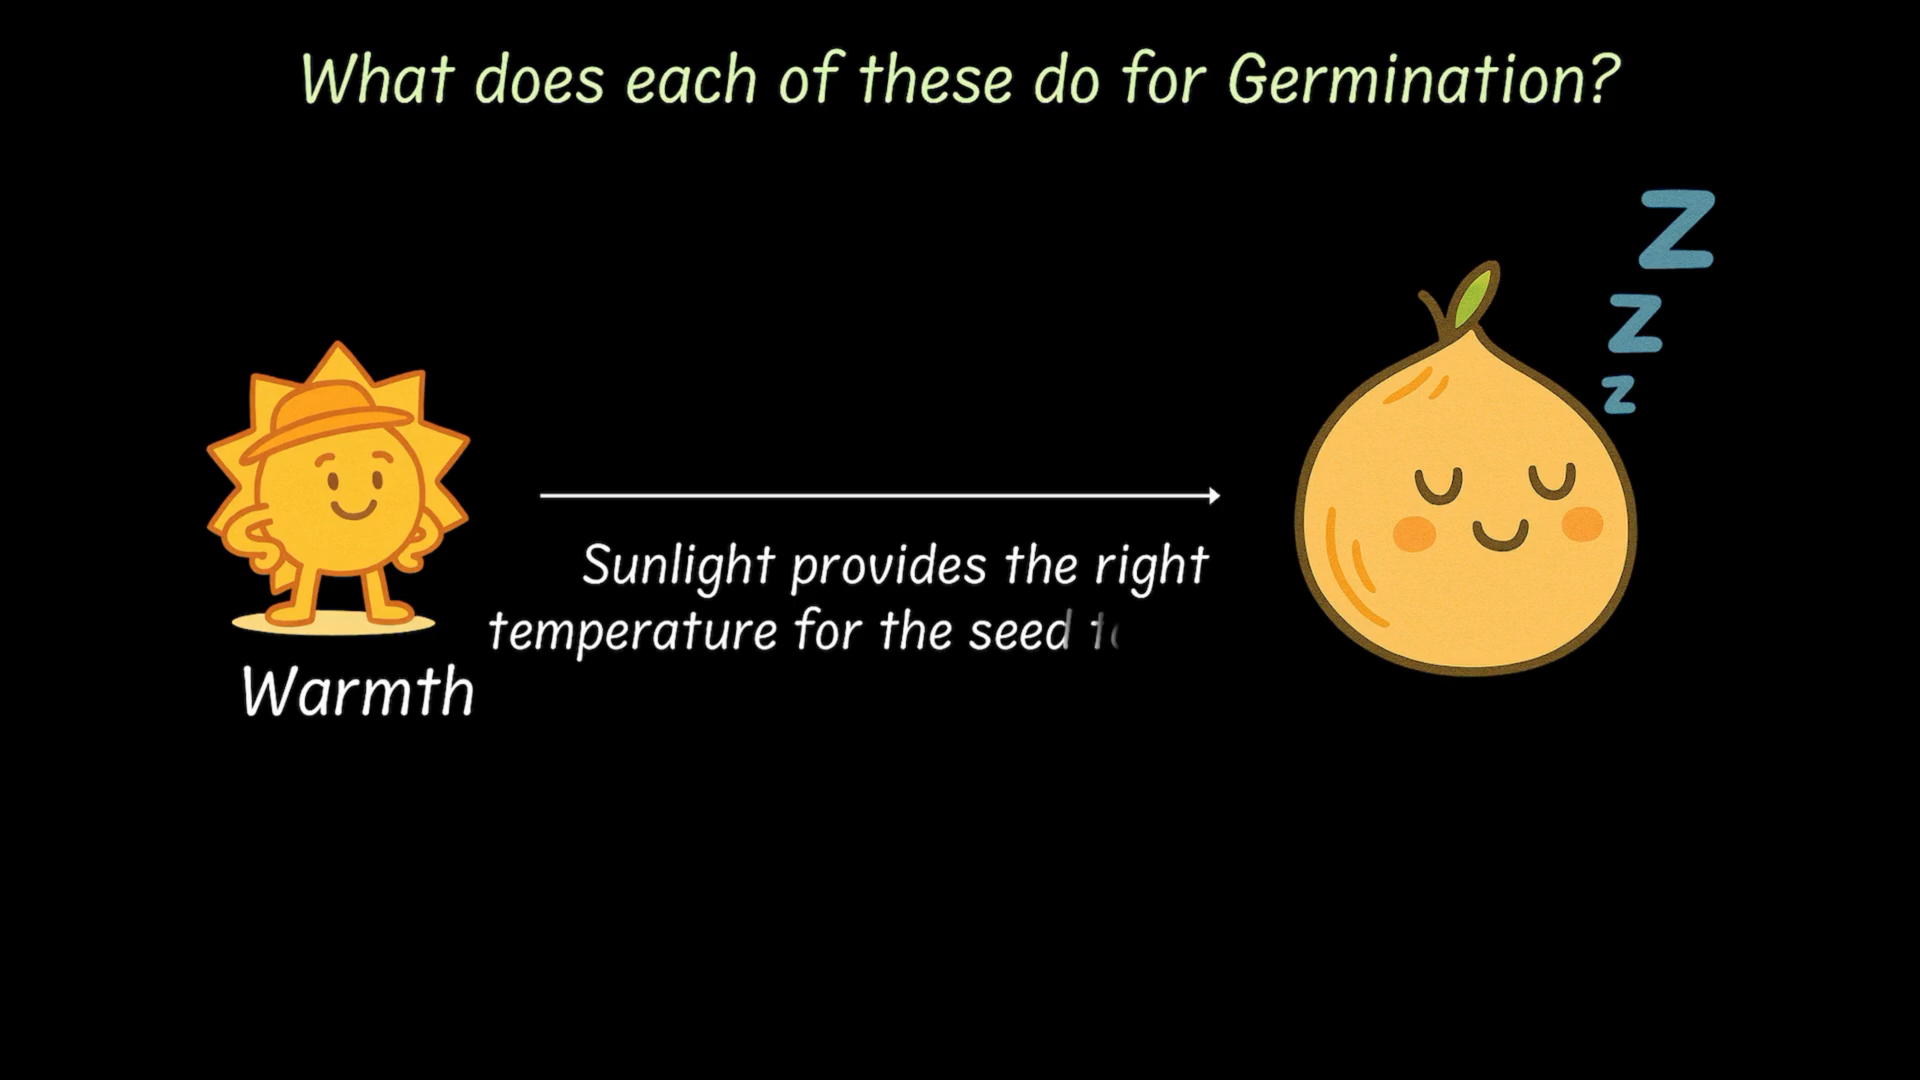 What does each of these do for Germination?
Z
Z
Z
Sunlight provides the right
temperature for the seed
Warmth